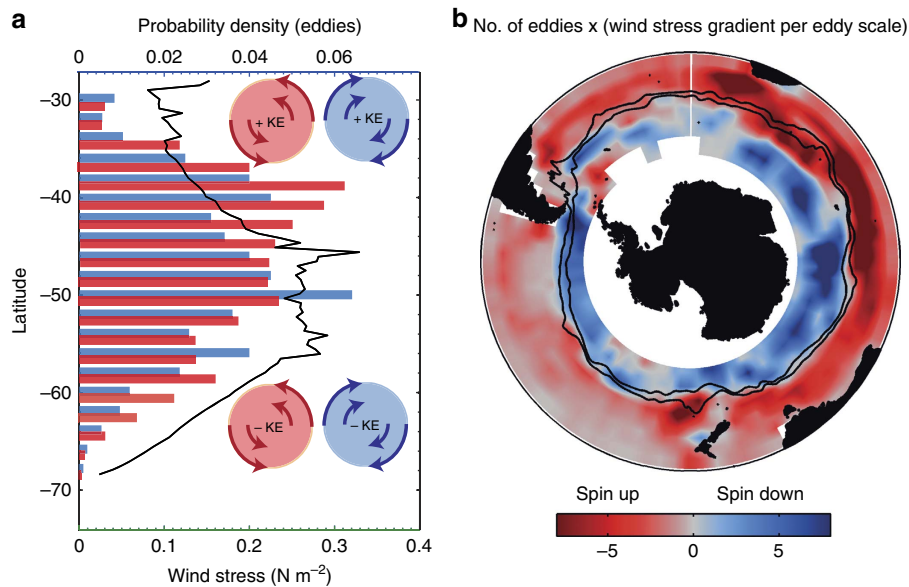 a
Probability density (eddies)
0 0.02 0.04 0.06
−30
−40
−50
−60
−70
Latitude
+ KE
+ KE
− KE
− KE
0 0.1 0.2 0.3 0.4
Wind stress (N m−2)
b No. of eddies x (wind stress gradient per eddy scale)
Spin up Spin down
−5 0 5